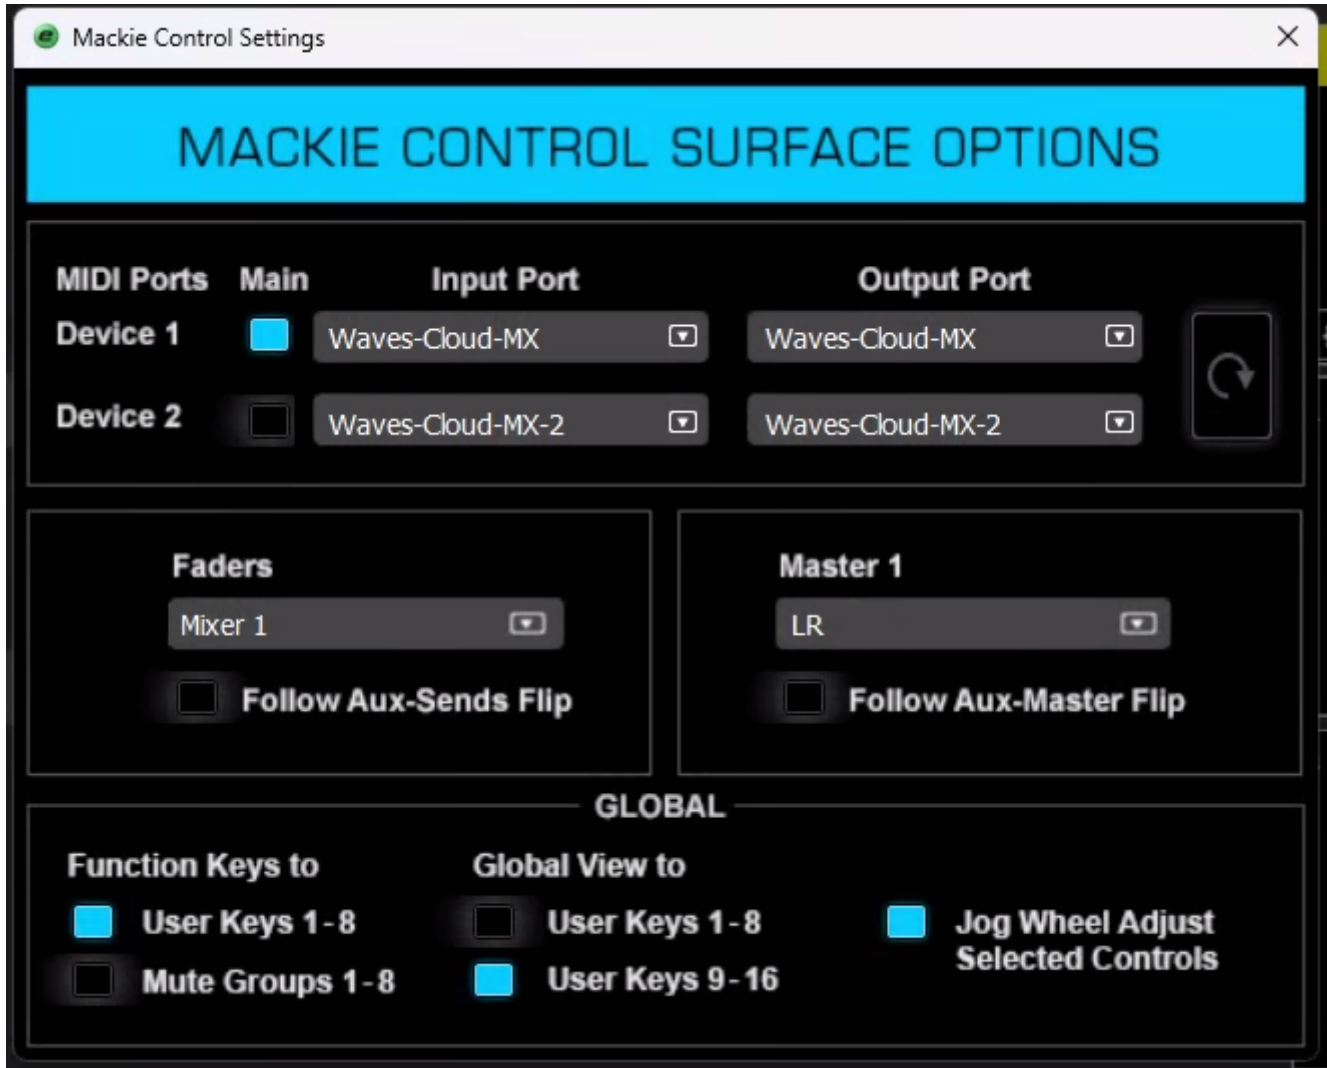 Mackie Control Settings
MACKIE CONTROL SURFACE OPTIONS
MIDI Ports Main Input Port Output Port
Device 1 Waves-Cloud-MX Waves-Cloud-MX
Device 2 Waves-Cloud-MX-2 Waves-Cloud-MX-2
Faders Master 1
Mixer 1 LR
Follow Aux-Sends Flip Follow Aux-Master Flip
GLOBAL
Function Keys to Global View to
User Keys 1-8 User Keys 1-8 Jog Wheel Adjust
Selected Controls
Mute Groups 1-8 User Keys 9-16